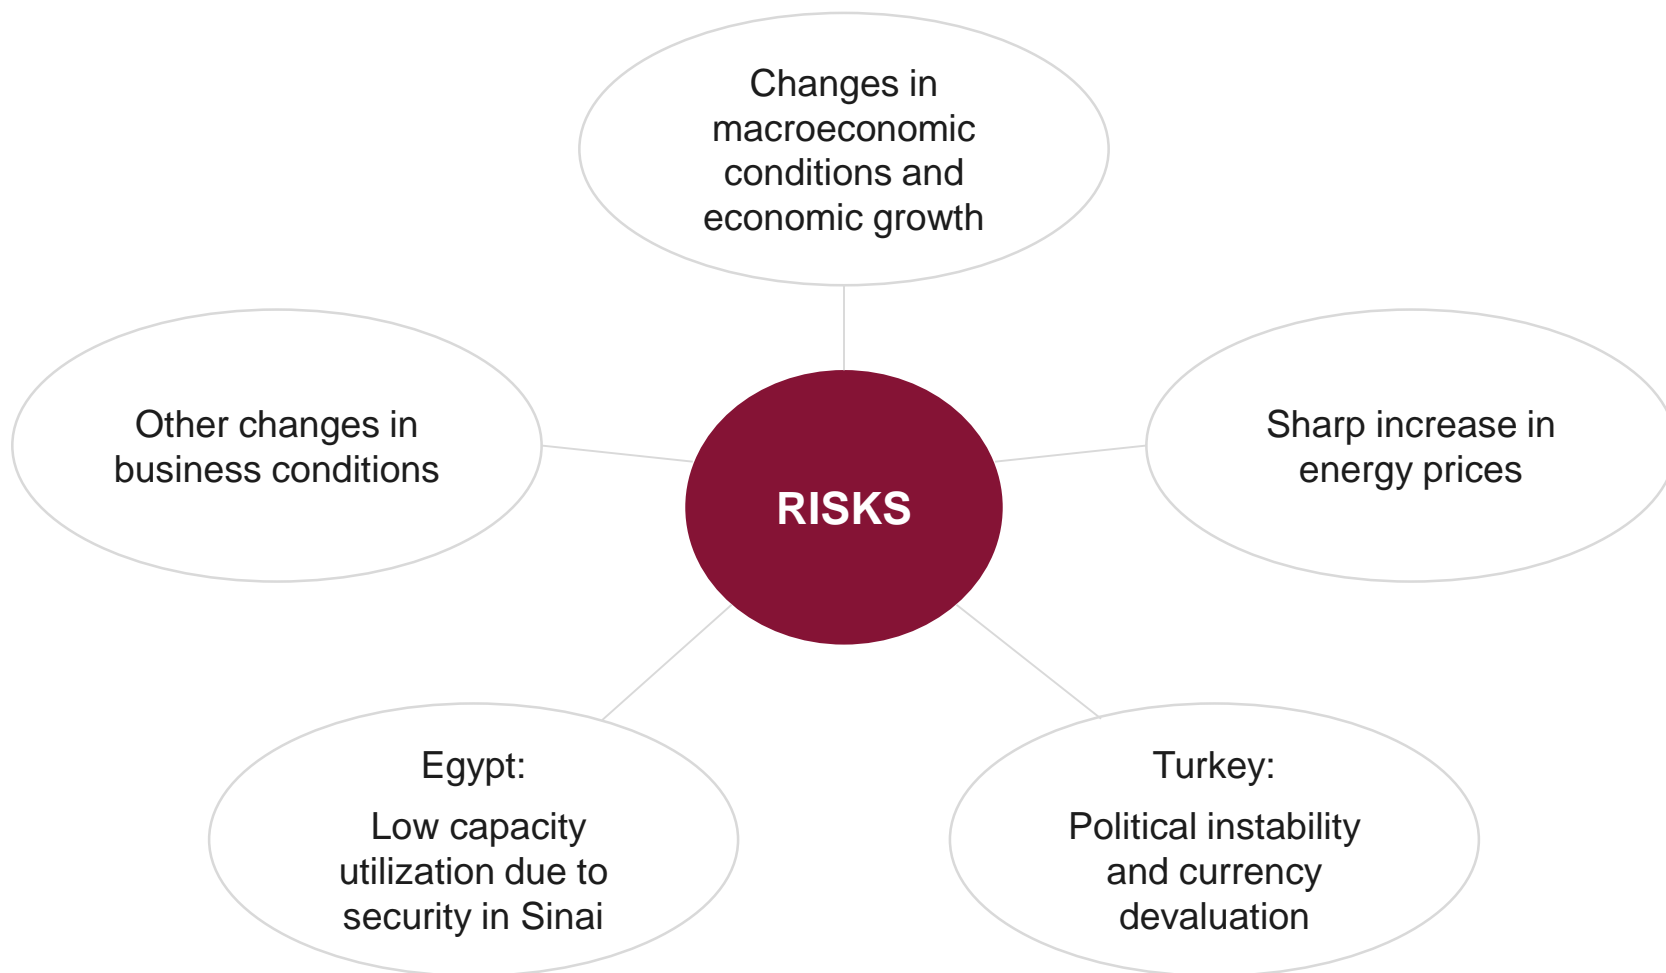 Changes in
macroeconomic
conditions and
economic growth
Other changes in
business conditions
Sharp increase in
energy prices
RISKS
Egypt:
Low capacity
utilization due to
security in Sinai
Turkey:
Political instability
and currency
devaluation